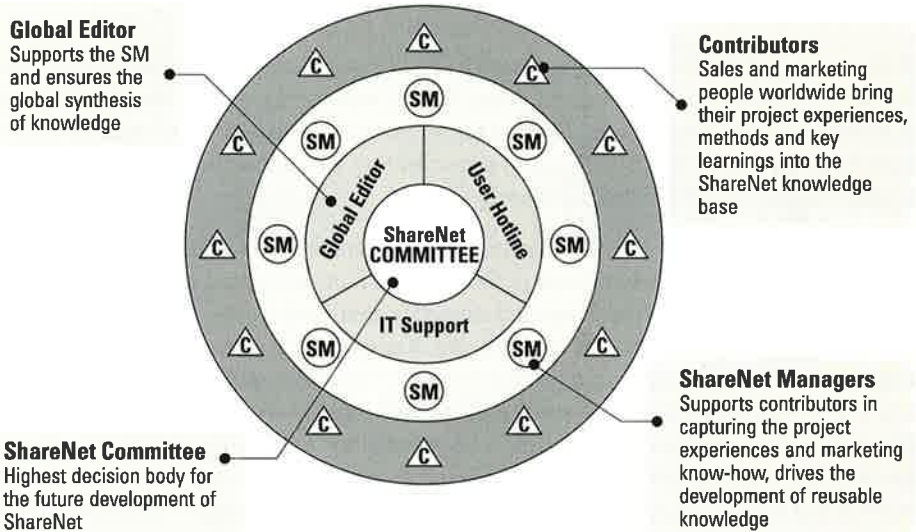 Global Editor
Supports the SM
and ensures the
global synthesis
of knowledge
Contributors
Sales and marketing
people worldwide bring
their project experiences,
methods and key
learnings into the
ShareNet knowledge
base
C
C
C
C
C
C
C
C
C
C
C
C
SM
SM
SM
SM
SM
SM
SM
SM
Global Editor
User Hotline
ShareNet
COMMITTEE
IT Support
ShareNet Committee
Highest decision body for
the future development of
ShareNet
ShareNet Managers
Supports contributors in
capturing the project
experiences and marketing
know-how, drives the
development of reusable
knowledge